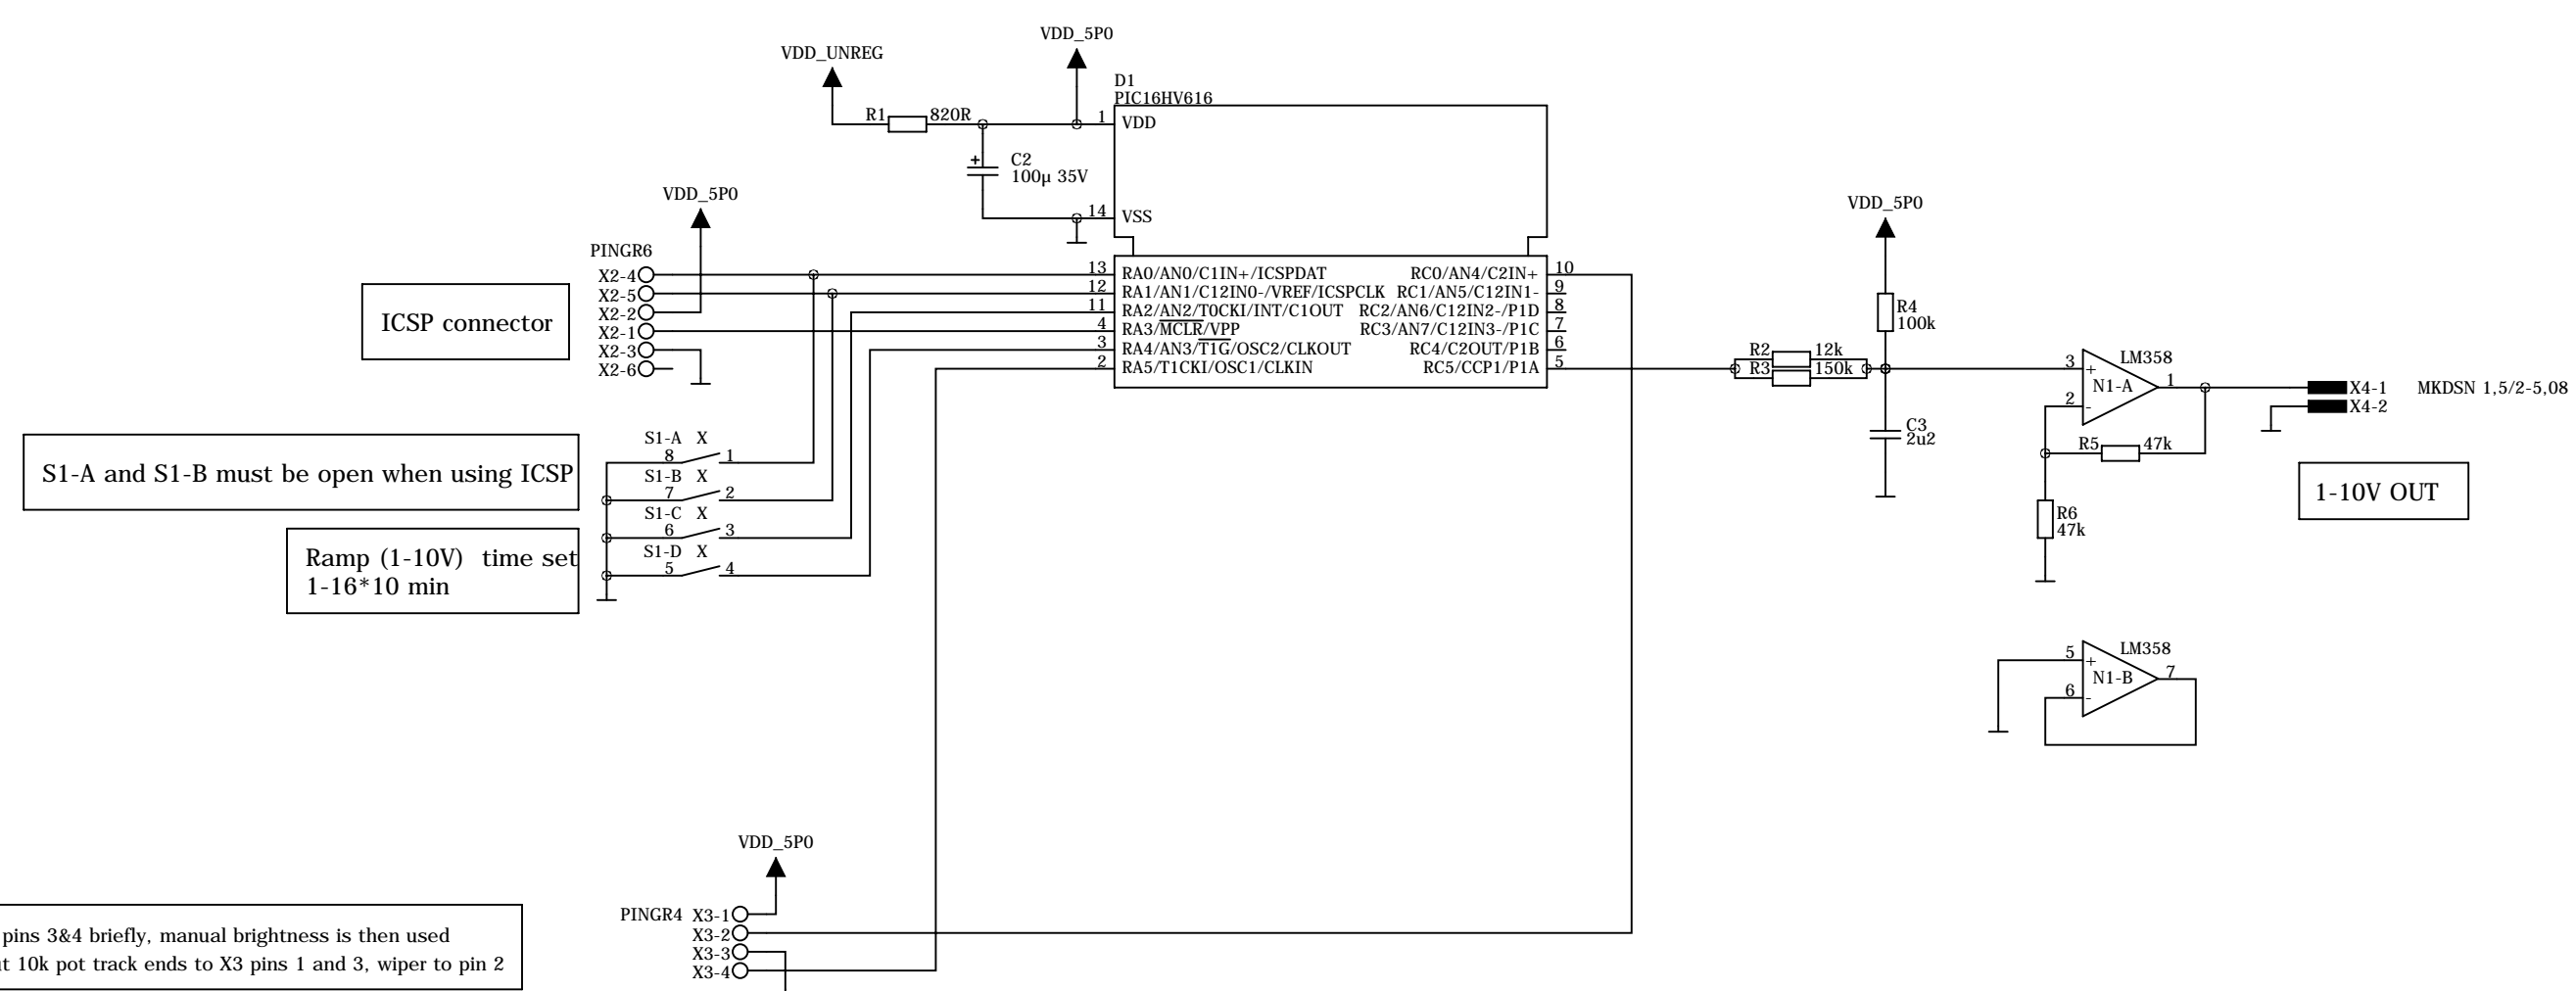 VDD_5P0
VDD_UNREG
D1
PIC16HV616
R1 820R
1 VDD
C2
+ 100µ 35V
14 VSS
VDD_5P0
PINGR6
X2-4
X2-5
X2-2
X2-1
X2-3
X2-6
ICSP connector
13 RA0/AN0/C1IN+/ICSPDAT RC0/AN4/C2IN+ 10
12 RA1/AN1/C12IN0-/VREF/ICSPCLK RC1/AN5/C12IN1- 9
11 RA2/AN2/T0CKI/INT/C1OUT RC2/AN6/C12IN2-/P1D 8
4 RA3/MCLR/VPP RC3/AN7/C12IN3-/P1C 7
3 RA4/AN3/T1G/OSC2/CLKOUT RC4/C2OUT/P1B 6
2 RA5/T1CKI/OSC1/CLKIN RC5/CCP1/P1A 5
VDD_5P0
R4
100k
R2 12k
R3 150k
C3
2u2
LM358
3 +
N1-A 1
2 -
R5 47k
R6
47k
X4-1 MKDSN 1,5/2-5,08
X4-2
1-10V OUT
S1-A and S1-B must be open when using ICSP
S1-A X
8 1
S1-B X
7 2
S1-C X
6 3
S1-D X
5 4
Ramp (1-10V) time set
1-16*10 min
LM358
5 +
N1-B 7
6 -
VDD_5P0
PINGR4 X3-1
X3-2
X3-3
X3-4
pins 3&4 briefly, manual brightness is then used
10k pot track ends to X3 pins 1 and 3, wiper to pin 2